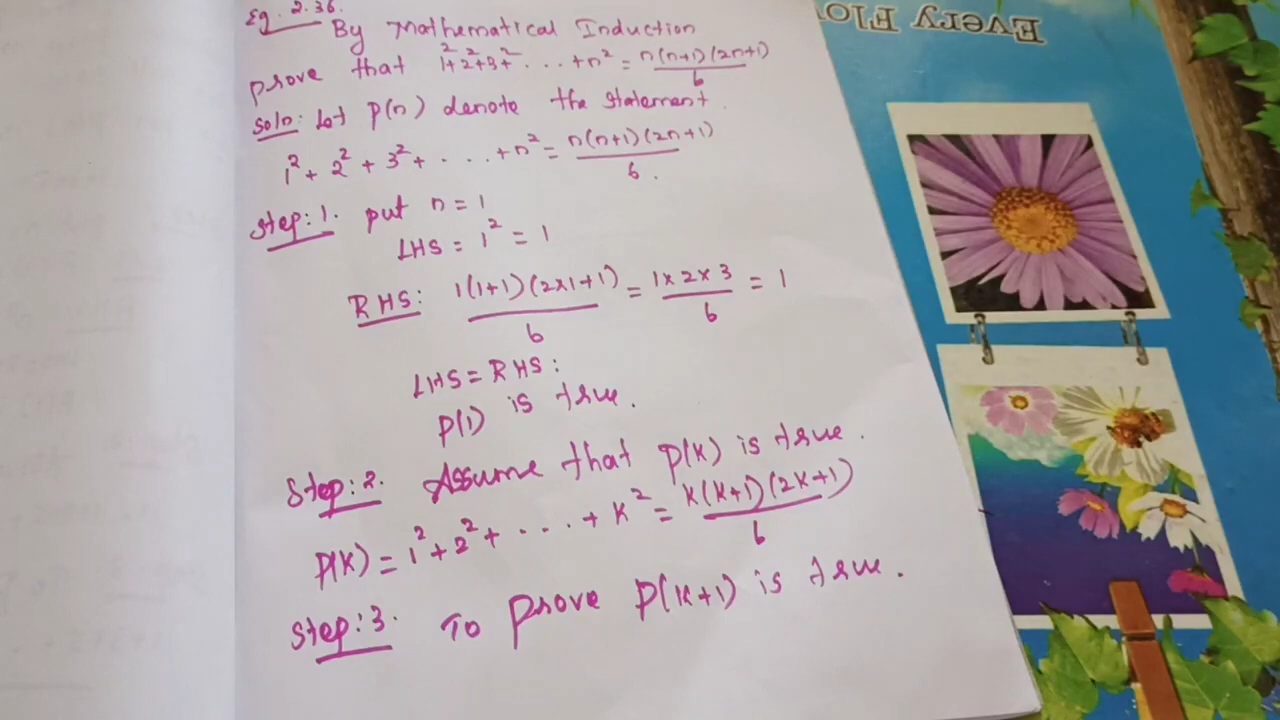 Eg. 2.36.
By Mathematical Induction
prove that 1²+2²+3²+ ... +n² = n(n+1)(2n+1)/6
Soln: Let P(n) denote the statement.
1² + 2² + 3² + . . . . + n² = n(n+1)(2n+1)/6.
Step:1. put n = 1
LHS = 1² = 1
RHS: 1(1+1)(2×1+1)/6 = 1×2×3/6 = 1
LHS = RHS:
P(1) is true.
Step:2. Assume that P(K) is true.
P(K) = 1² + 2² + . . . . + K² = K(K+1)(2K+1)/6
Step:3. To prove P(K+1) is true.
Every Flo